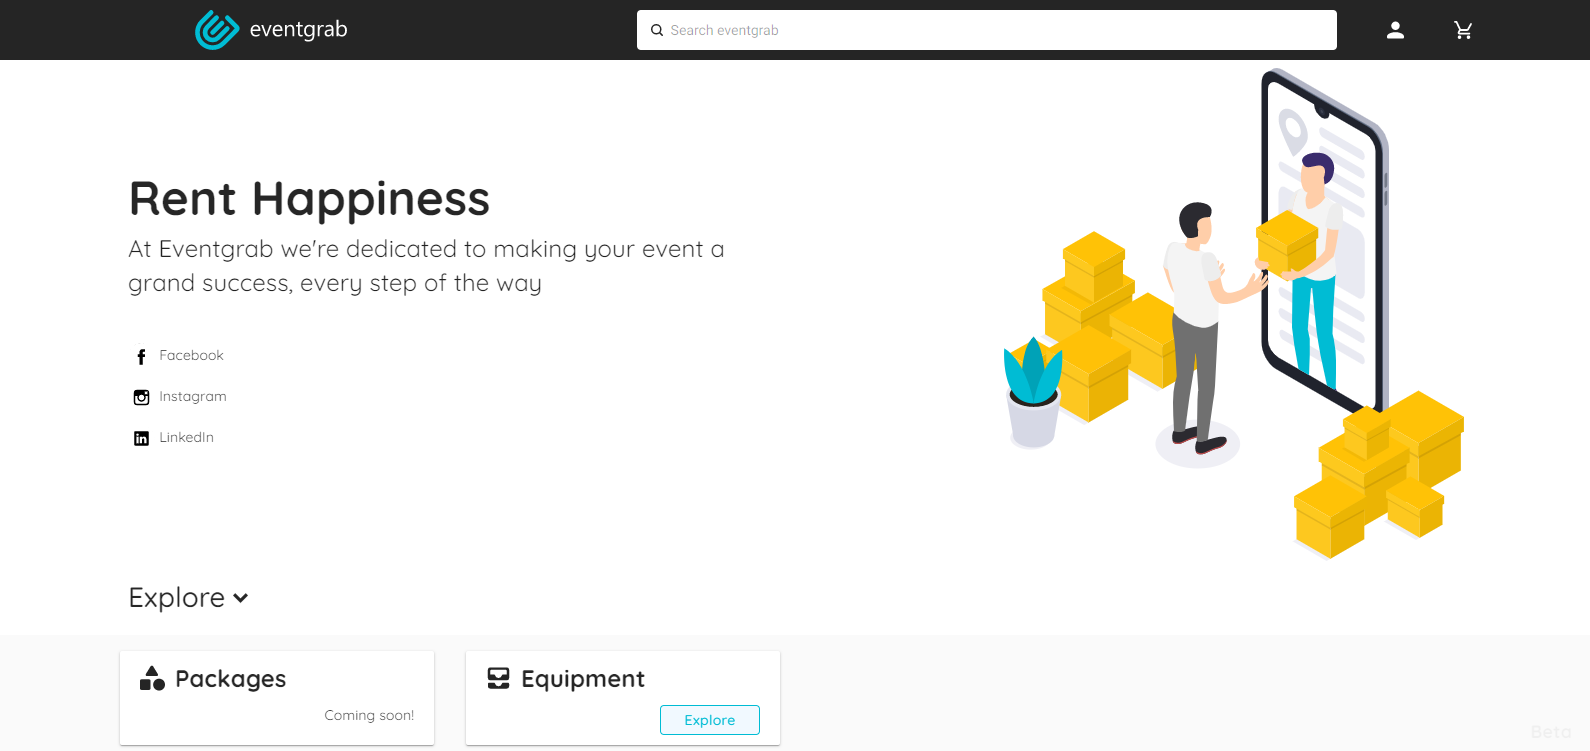 eventgrab
Search eventgrab
Rent Happiness
At Eventgrab we're dedicated to making your event a
grand success, every step of the way
Facebook
Instagram
LinkedIn
Explore
Packages
Coming soon!
Equipment
Explore
Beta